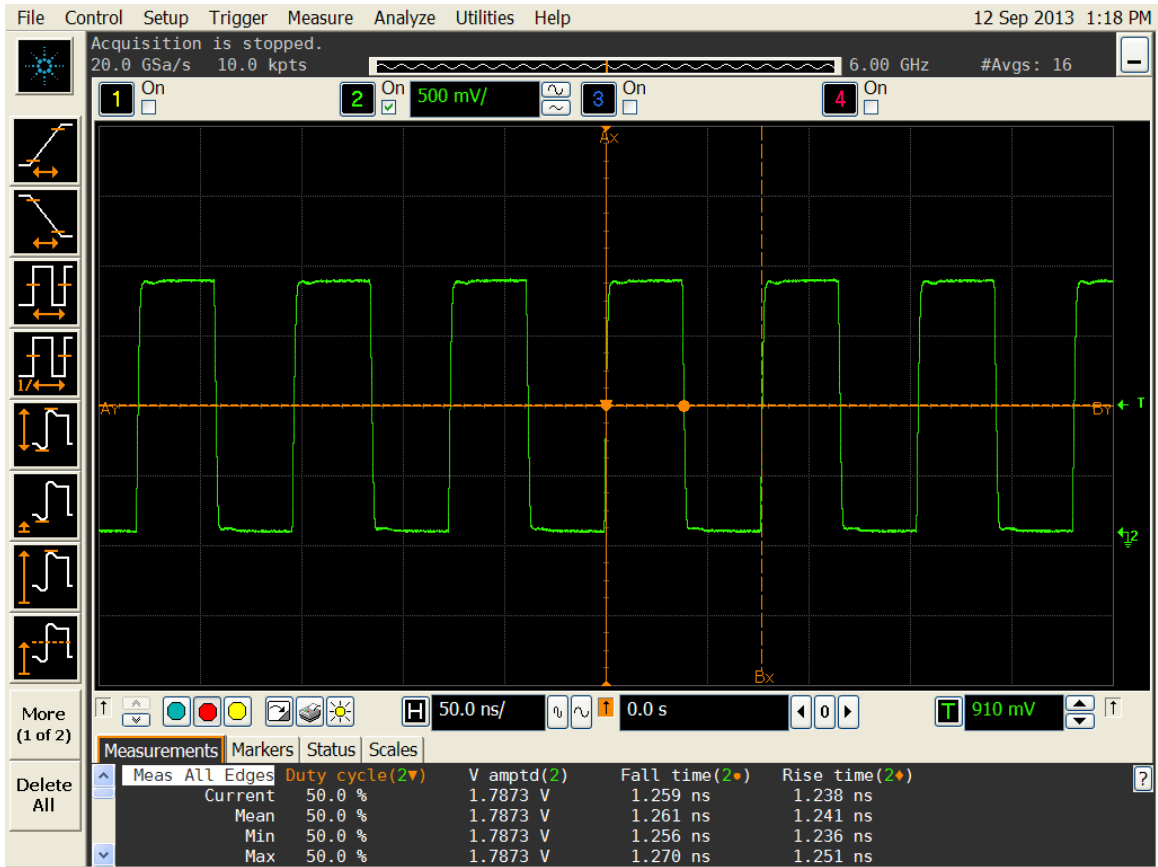 File Control Setup Trigger Measure Analyze Utilities Help 12 Sep 2013 1:18 PM
Acquisition is stopped.
20.0 GSa/s 10.0 kpts 6.00 GHz #Avgs: 16
1 On 2 On 500 mV/ 3 On 4 On
Ax
AY BY T
2
Bx
1/
More
(1 of 2)
Delete
All
H 50.0 ns/ 0.0 s 0 T 910 mV
Measurements Markers Status Scales
Meas All Edges Duty cycle(2▼) V amptd(2) Fall time(2●) Rise time(2♦) ?
Current 50.0 % 1.7873 V 1.259 ns 1.238 ns
Mean 50.0 % 1.7873 V 1.261 ns 1.241 ns
Min 50.0 % 1.7873 V 1.256 ns 1.236 ns
Max 50.0 % 1.7873 V 1.270 ns 1.251 ns